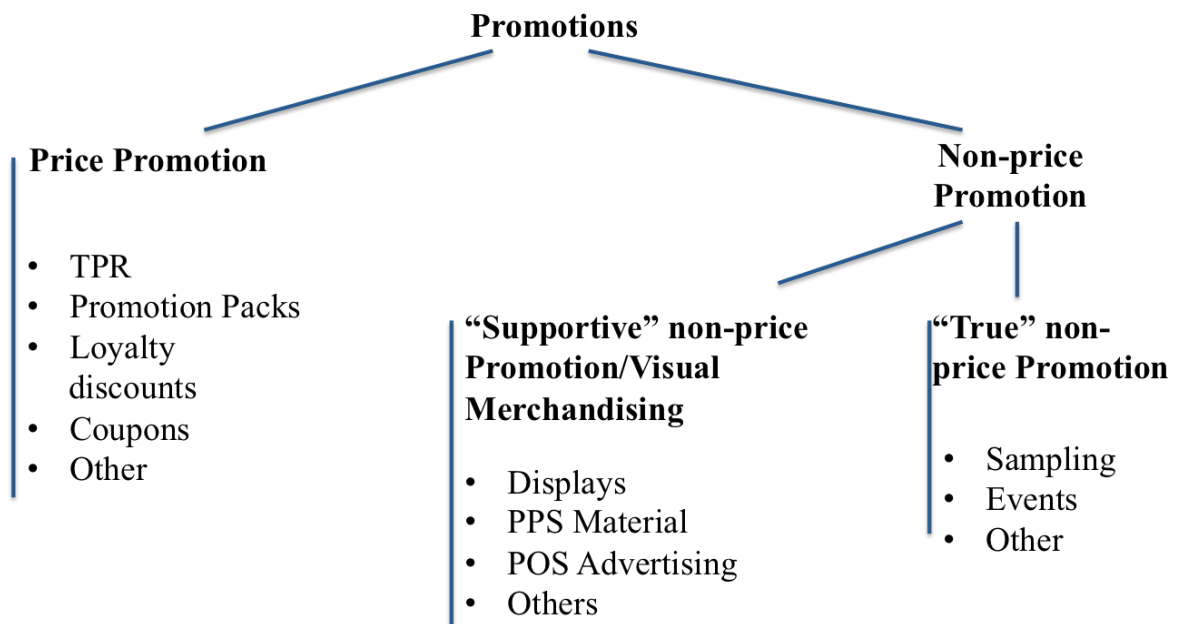 Promotions
Price Promotion
• TPR
• Promotion Packs
• Loyalty
discounts
• Coupons
• Other
Non-price
Promotion
“Supportive” non-price
Promotion/Visual
Merchandising
• Displays
• PPS Material
• POS Advertising
• Others
“True” non-
price Promotion
• Sampling
• Events
• Other